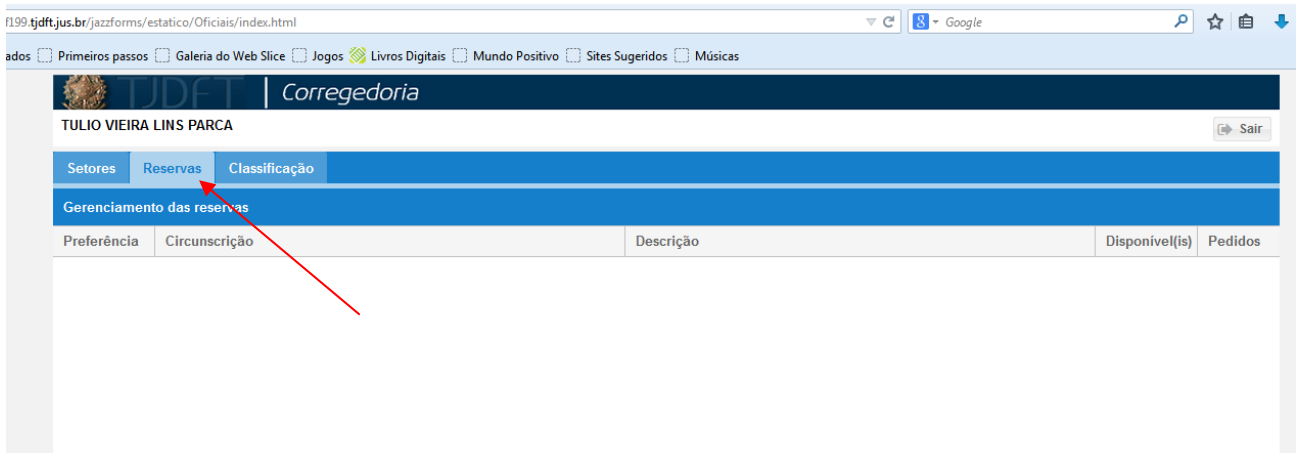 f199.tjdft.jus.br/jazzforms/estatico/Oficiais/index.html Google
ados Primeiros passos Galeria do Web Slice Jogos Livros Digitais Mundo Positivo Sites Sugeridos Músicas
TJDFT | Corregedoria
TULIO VIEIRA LINS PARCA Sair
Setores Reservas Classificação
Gerenciamento das reservas
Preferência Circunscrição Descrição Disponível(is) Pedidos